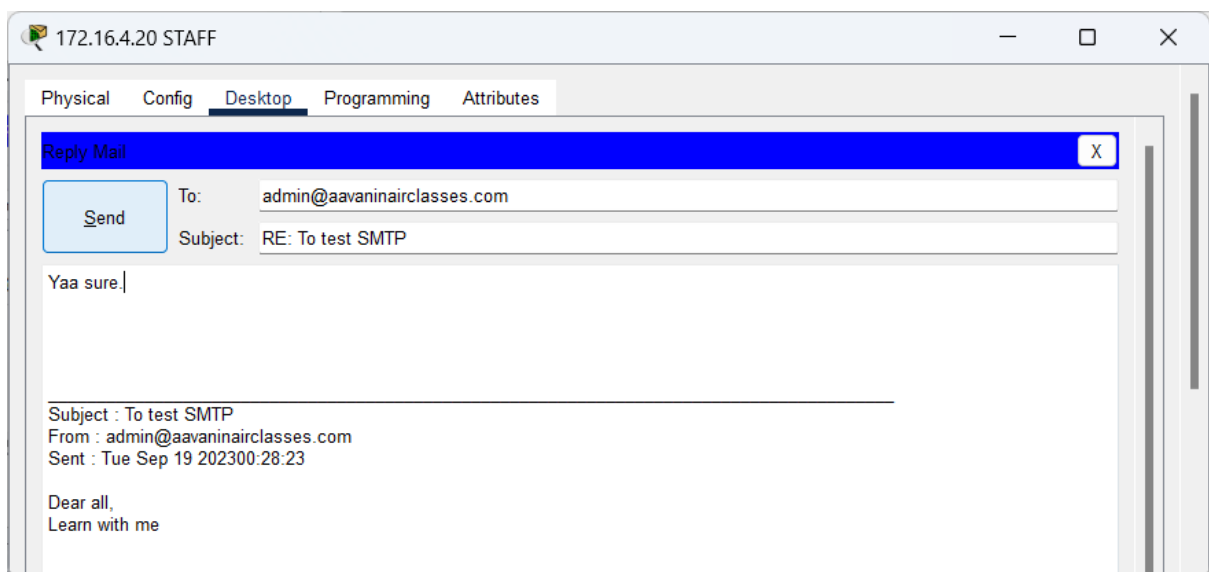 172.16.4.20 STAFF
Physical Config Desktop Programming Attributes
Reply Mail X
Send
To: admin@aavaninairclasses.com
Subject: RE: To test SMTP
Yaa sure.
Subject : To test SMTP
From : admin@aavaninairclasses.com
Sent : Tue Sep 19 202300:28:23
Dear all,
Learn with me